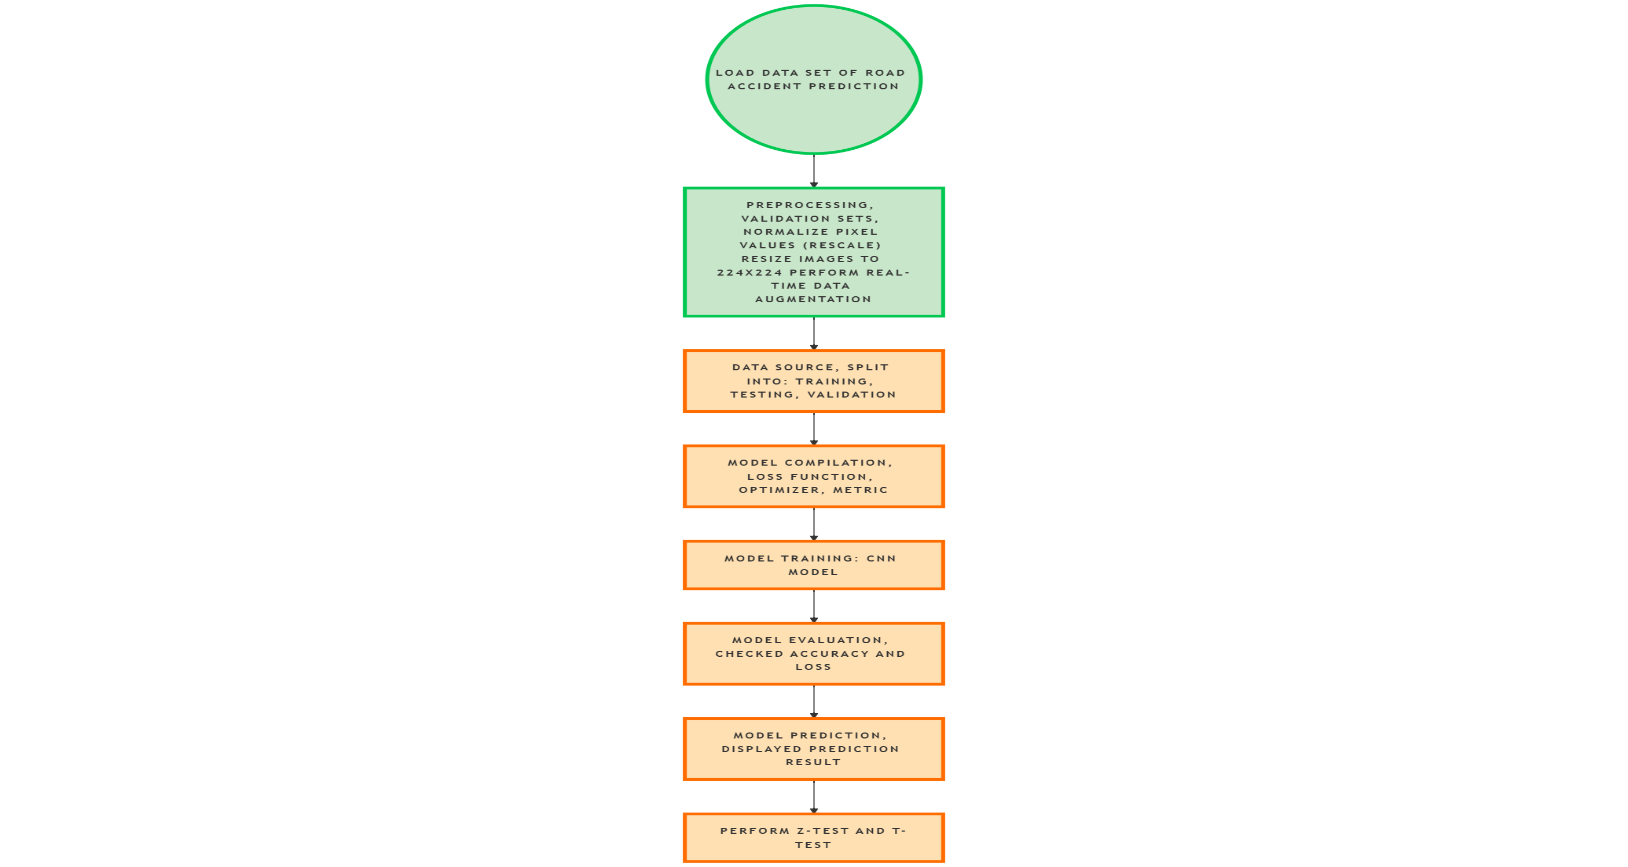 LOAD DATA SET OF ROAD
ACCIDENT PREDICTION
PREPROCESSING,
VALIDATION SETS,
NORMALIZE PIXEL
VALUES (RESCALE)
RESIZE IMAGES TO
224X224 PERFORM REAL-
TIME DATA
AUGMENTATION
DATA SOURCE, SPLIT
INTO: TRAINING,
TESTING, VALIDATION
MODEL COMPILATION,
LOSS FUNCTION,
OPTIMIZER, METRIC
MODEL TRAINING: CNN
MODEL
MODEL EVALUATION,
CHECKED ACCURACY AND
LOSS
MODEL PREDICTION,
DISPLAYED PREDICTION
RESULT
PERFORM Z-TEST AND T-
TEST